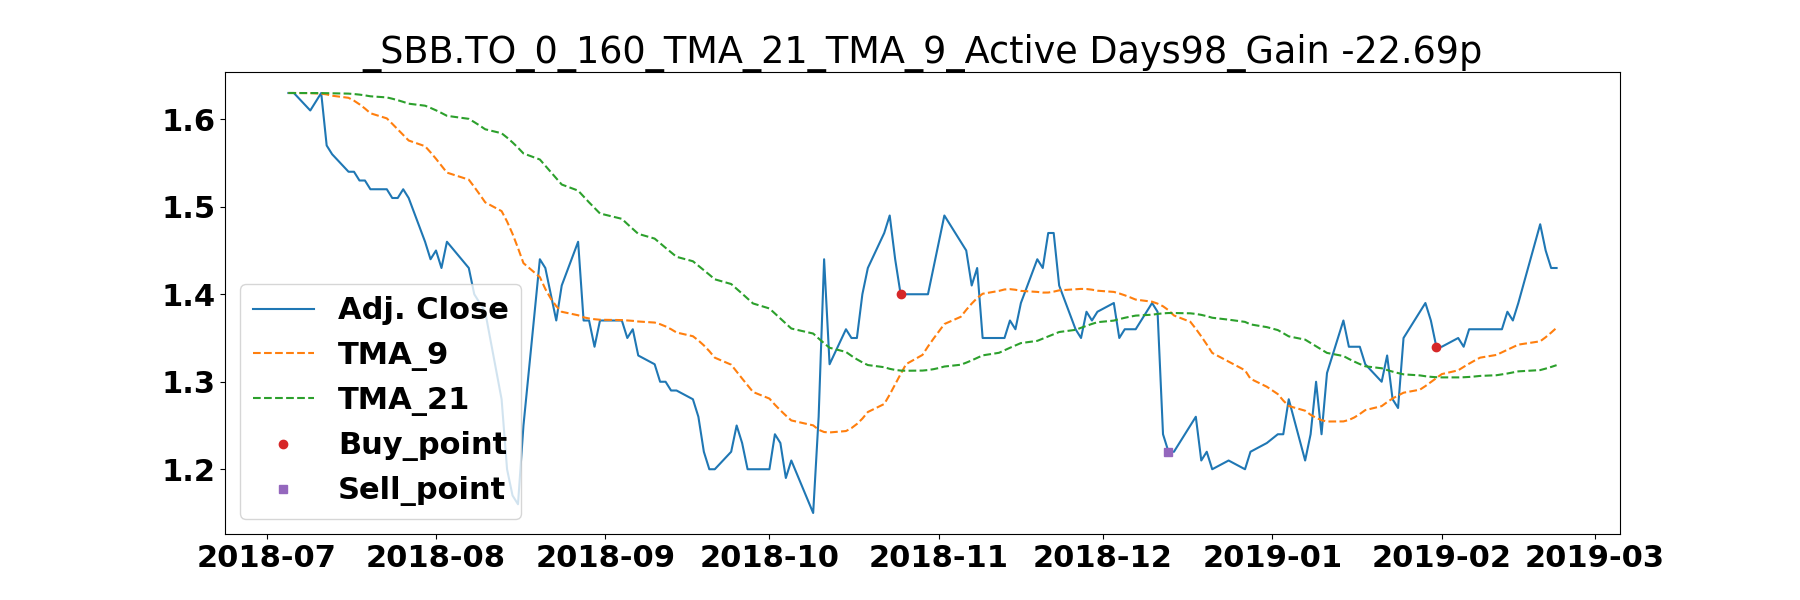 _SBB.TO_0_160_TMA_21_TMA_9_Active Days98_Gain -22.69p
1.6
1.5
1.4
1.3
1.2
Adj. Close
TMA_9
TMA_21
Buy_point
Sell_point
2018-07 2018-08 2018-09 2018-10 2018-11 2018-12 2019-01 2019-02 2019-03